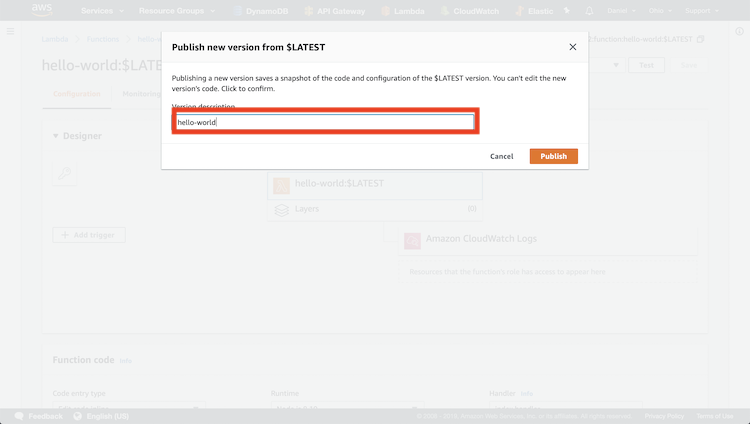 aws
Services
Resource Groups
DynamoDB
API Gateway
Lambda
CloudWatch
Elastic
Support
Lambda
Functions
function:hello-world:$LATEST
hello-world:$LATE
Test
Configuration
Monitoring
Publish new version from $LATEST
Publishing a new version saves a snapshot of the code and configuration of the $LATEST version. You can't edit the new
version's code. Click to confirm.
Version description
hello-world
Cancel
Publish
Designer
hello-world:$LATEST
Layers
Add trigger
Amazon CloudWatch Logs
Resources that the function's role has access to appear here
Function code
Info
Code entry type
Runtime
Handler
Info
Feedback
English (US)
Privacy Policy
Terms of Use